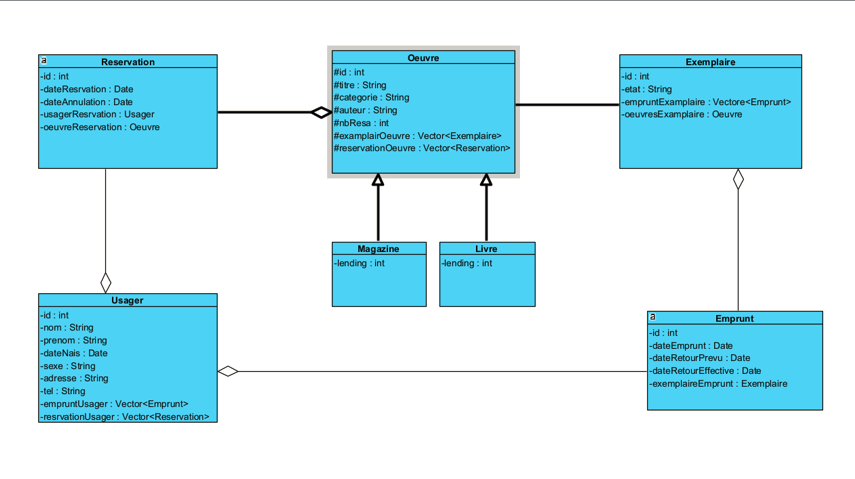 a
Reservation
-id : int
-dateResrvation : Date
-dateAnnulation : Date
-usagerResrvation : Usager
-oeuvreReservation : Oeuvre
Oeuvre
#id : int
#titre : String
#categorie : String
#auteur : String
#nbResa : int
#examplairOeuvre : Vector<Exemplaire>
#reservationOeuvre : Vector<Reservation>
Exemplaire
-id : int
-etat : String
-empruntExamplaire : Vectore<Emprunt>
-oeuvresExamplaire : Oeuvre
Magazine
-lending : int
Livre
-lending : int
Usager
-id : int
-nom : String
-prenom : String
-dateNais : Date
-sexe : String
-adresse : String
-tel : String
-empruntUsager : Vector<Emprunt>
-resrvationUsager : Vector<Reservation>
a
Emprunt
-id : int
-dateEmprunt : Date
-dateRetourPrevu : Date
-dateRetourEffective : Date
-exemplaireEmprunt : Exemplaire